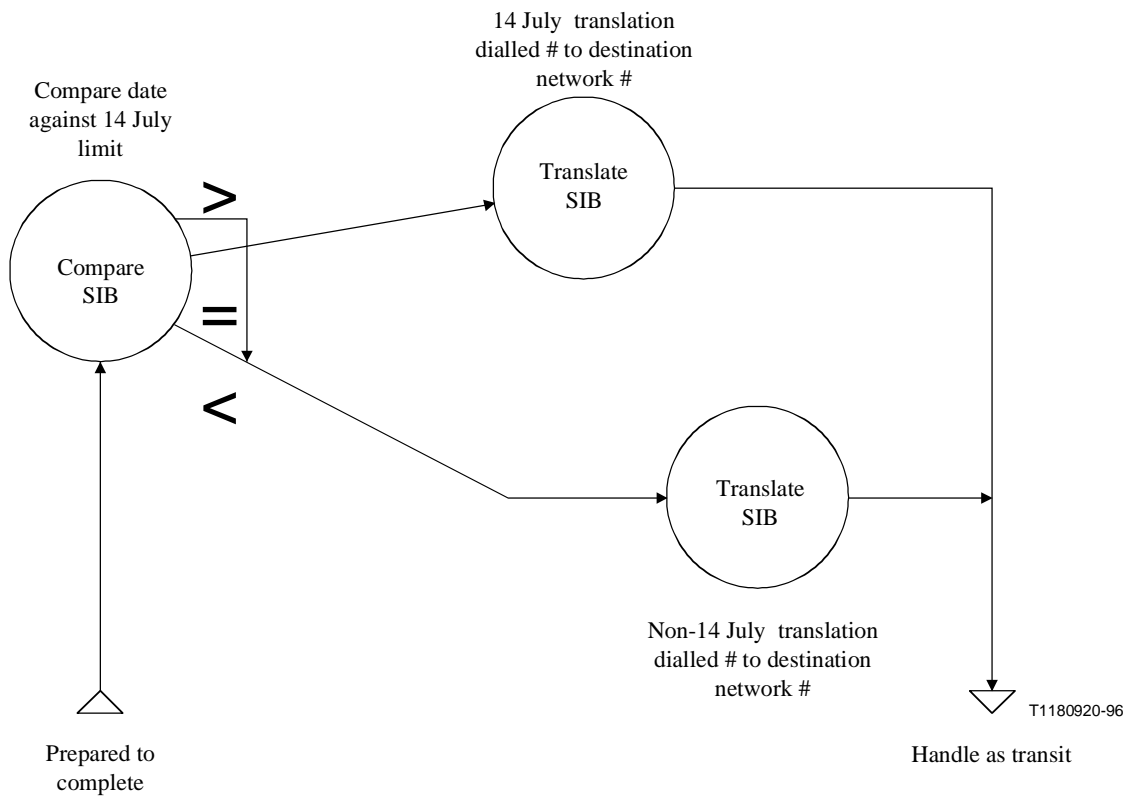 14 July translation
dialled # to destination
network #
Compare date
against 14 July
limit
>
Translate
SIB
Compare
SIB
=
<
Translate
SIB
Non-14 July translation
dialled # to destination
network #
T1180920-96
Prepared to
complete
Handle as transit